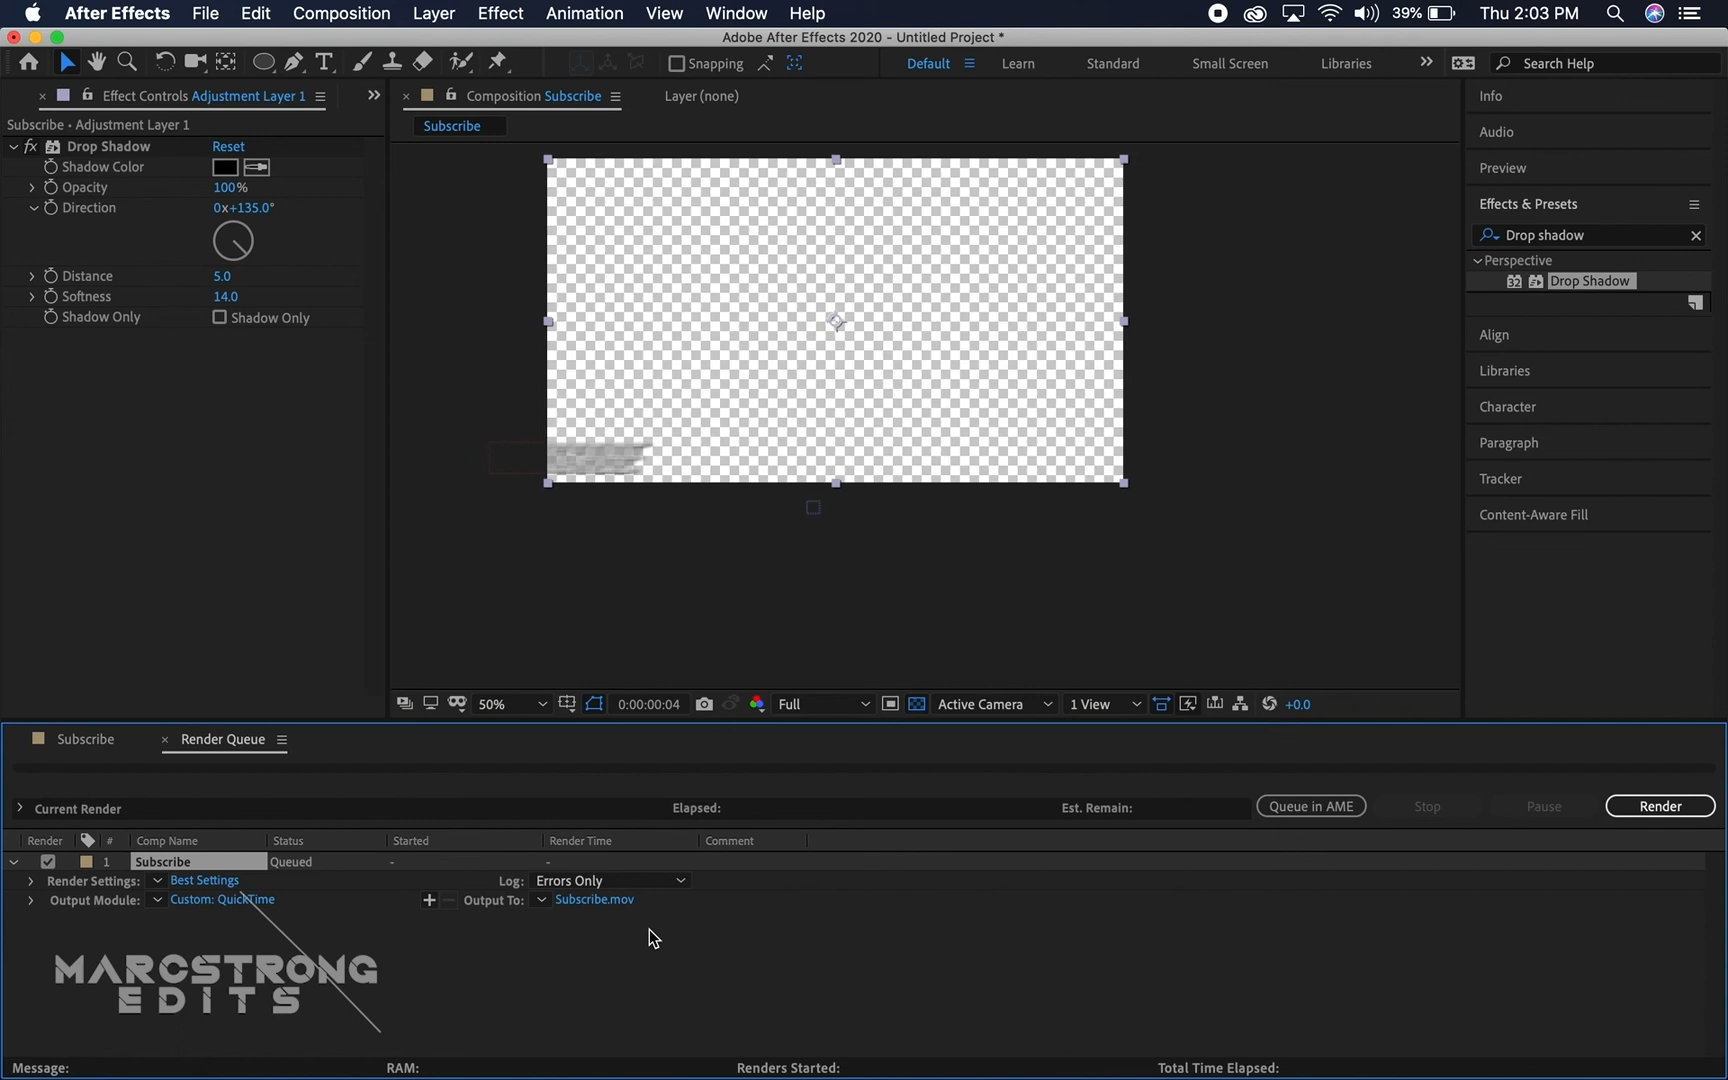 After Effects File Edit Composition Layer Effect Animation View Window Help 39% Thu 2:03 PM
Adobe After Effects 2020 - Untitled Project *
T Snapping Default Learn Standard Small Screen Libraries Search Help
Effect Controls Adjustment Layer 1
Subscribe • Adjustment Layer 1
fx Drop Shadow Reset
Shadow Color
Opacity 100%
Direction 0x+135.0°
Distance 5.0
Softness 14.0
Shadow Only Shadow Only
Composition Subscribe Layer (none)
Subscribe
50% 0:00:00:04 Full Active Camera 1 View +0.0
Info
Audio
Preview
Effects & Presets
Drop shadow
Perspective
32 Drop Shadow
Align
Libraries
Character
Paragraph
Tracker
Content-Aware Fill
Subscribe Render Queue
Current Render Elapsed: Est. Remain: Queue in AME Stop Pause Render
Render # Comp Name Status Started Render Time Comment
1 Subscribe Queued - -
Render Settings: Best Settings Log: Errors Only
Output Module: Custom: QuickTime Output To: Subscribe.mov
MARCSTRONG
EDITS
Message: RAM: Renders Started: Total Time Elapsed: